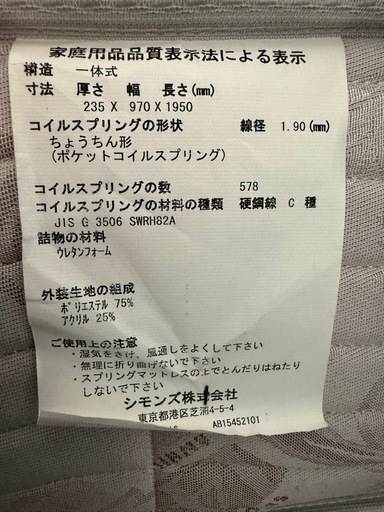 家庭用品品質表示法による表示
構造 一体式
寸法 厚さ 幅 長さ(mm)
235 X 970 X 1950
コイルスプリングの形状 線径 1.90(mm)
ちょうちん形
(ポケットコイルスプリング)
コイルスプリングの数 578
コイルスプリングの材料の種類 硬鋼線 C 種
JIS G 3506 SWRH82A
詰物の材料
ウレタンフォーム
外装生地の組成
ポリエステル 75%
アクリル 25%
ご使用上の注意
・湿気をさけ、風通しをよくして下さい
・無理に折り曲げないで下さい
・スプリングマットレスの上でとんだりはねたり
しないで下さい
シモンズ株式会社
東京都港区芝浦4-5-4
AB15452101